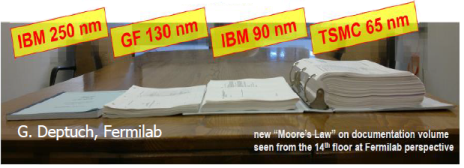 IBM 250 nm
GF 130 nm
IBM 90 nm
TSMC 65 nm
G. Deptuch, Fermilab
new “Moore’s Law” on documentation volume
seen from the 14th floor at Fermilab perspective